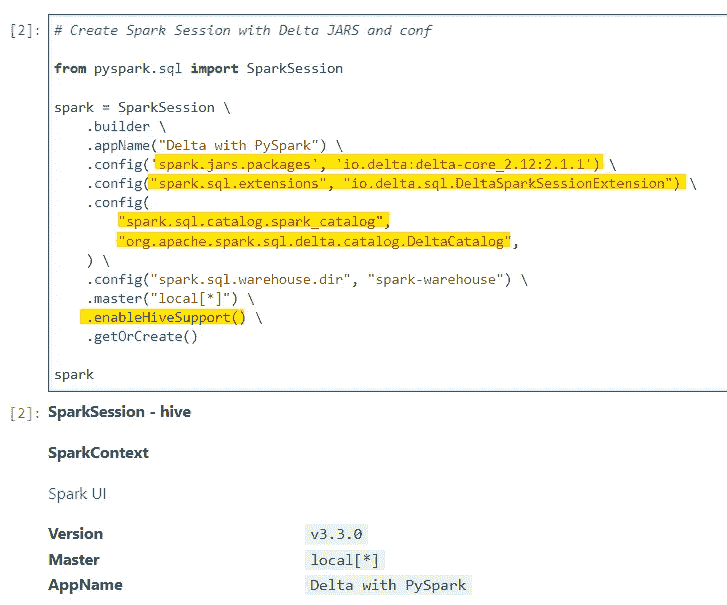 [2]: # Create Spark Session with Delta JARS and conf
from pyspark.sql import SparkSession
spark = SparkSession \
.builder \
.appName("Delta with PySpark") \
.config('spark.jars.packages', 'io.delta:delta-core_2.12:2.1.1') \
.config("spark.sql.extensions", "io.delta.sql.DeltaSparkSessionExtension") \
.config(
"spark.sql.catalog.spark_catalog",
"org.apache.spark.sql.delta.catalog.DeltaCatalog",
) \
.config("spark.sql.warehouse.dir", "spark-warehouse") \
.master("local[*]") \
.enableHiveSupport() \
.getOrCreate()
spark
[2]: SparkSession - hive
SparkContext
Spark UI
Version v3.3.0
Master local[*]
AppName Delta with PySpark